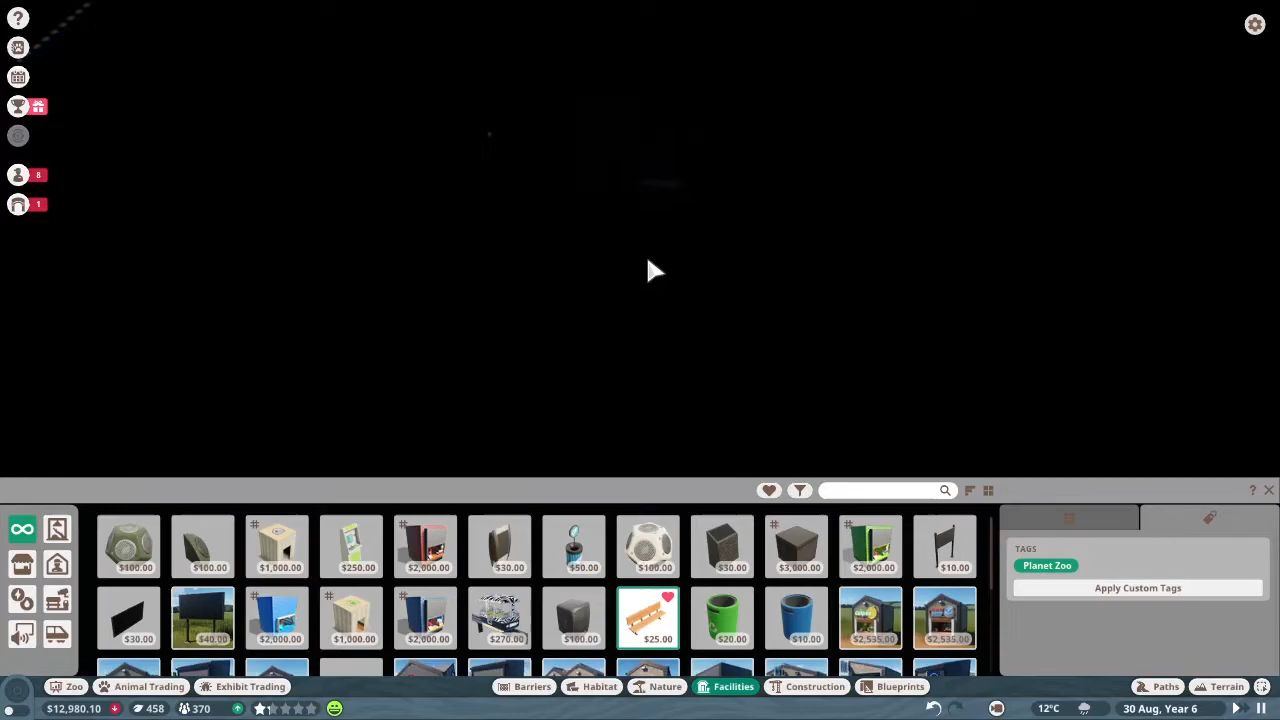 ?
8
1
? ×
$100.00 $100.00 # $1,000.00 $250.00 # $2,000.00 $30.00 $50.00 $100.00 $30.00 # $3,000.00 # $2,000.00 $10.00
$30.00 $40.00 # $2,000.00 # $1,000.00 # $2,000.00 $270.00 $100.00 $25.00 $20.00 $10.00 $2,535.00 $2,535.00
TAGS
Planet Zoo
Apply Custom Tags
Zoo Animal Trading Exhibit Trading Barriers Habitat Nature Facilities Construction Blueprints Paths Terrain
$12,980.10 458 370 12°C 30 Aug, Year 6